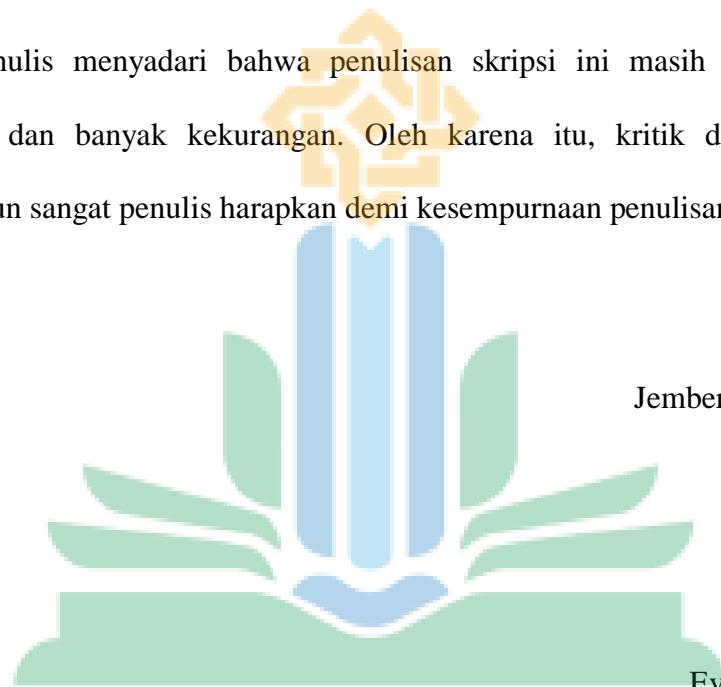 nulis menyadari bahwa penulisan skripsi ini masih
dan banyak kekurangan. Oleh karena itu, kritik d
un sangat penulis harapkan demi kesempurnaan penulisan
Jember